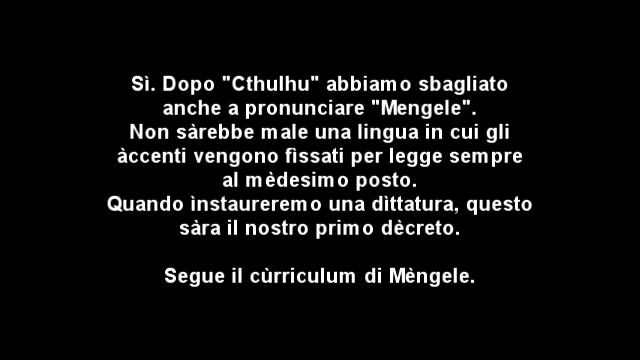 Sì. Dopo "Cthulhu" abbiamo sbagliato
anche a pronunciare "Mengele".
Non sàrebbe male una lingua in cui gli
àccenti vengono fìssati per legge sempre
al mèdesimo posto.
Quando ìnstaureremo una dìttatura, questo
sàra il nostro primo dècreto.
Segue il cùrriculum di Mèngele.